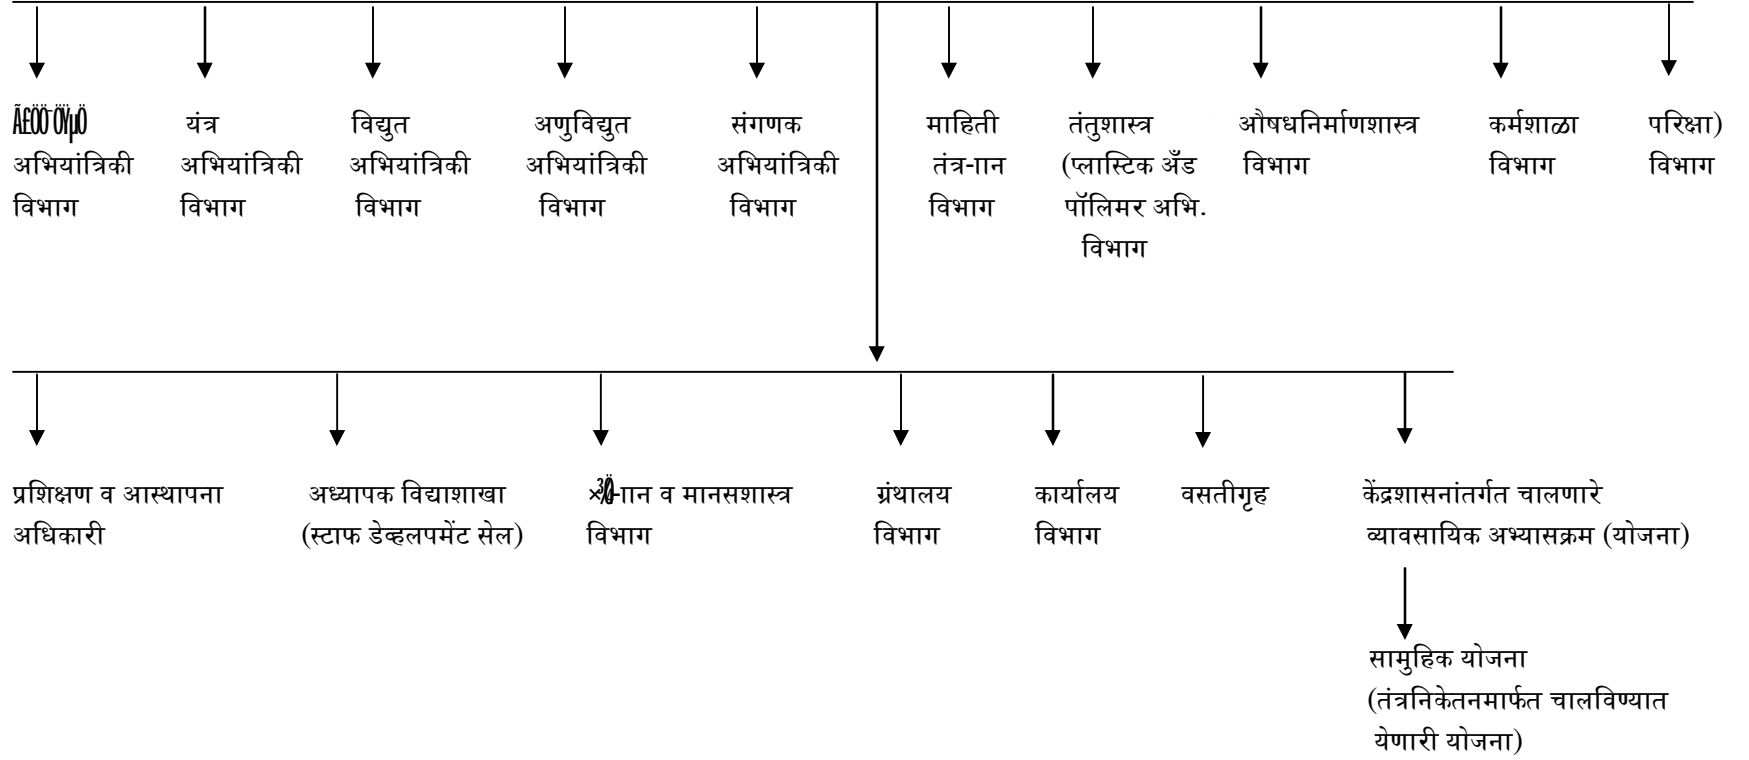 यंत्र
विद्युत
अणुविद्युत
संगणक
माहिती
तंतुशास्त्र
औषधनिर्माणशास्त्र
कर्मशाळा
परिक्षा)
अभियांत्रिकी
अभियांत्रिकी
अभियांत्रिकी
अभियांत्रिकी
अभियांत्रिकी
तंत्र-ान
(प्लास्टिक अँड
विभाग
विभाग
विभाग
विभाग
विभाग
विभाग
विभाग
विभाग
विभाग
पॉलिमर अभि.
विभाग
प्रशिक्षण व आस्थापना
अधिकारी
अध्यापक विद्याशाखा
(स्टाफ डेव्हलपमेंट सेल)
व मानसशास्त्र
विभाग
ग्रंथालय
विभाग
कार्यालय
विभाग
वसतीगृह
केंद्रशासनांतर्गत चालणारे
व्यावसायिक अभ्यासक्रम (योजना)
सामुहिक योजना
(तंत्रनिकेतनमार्फत चालविण्यात
येणारी योजना)